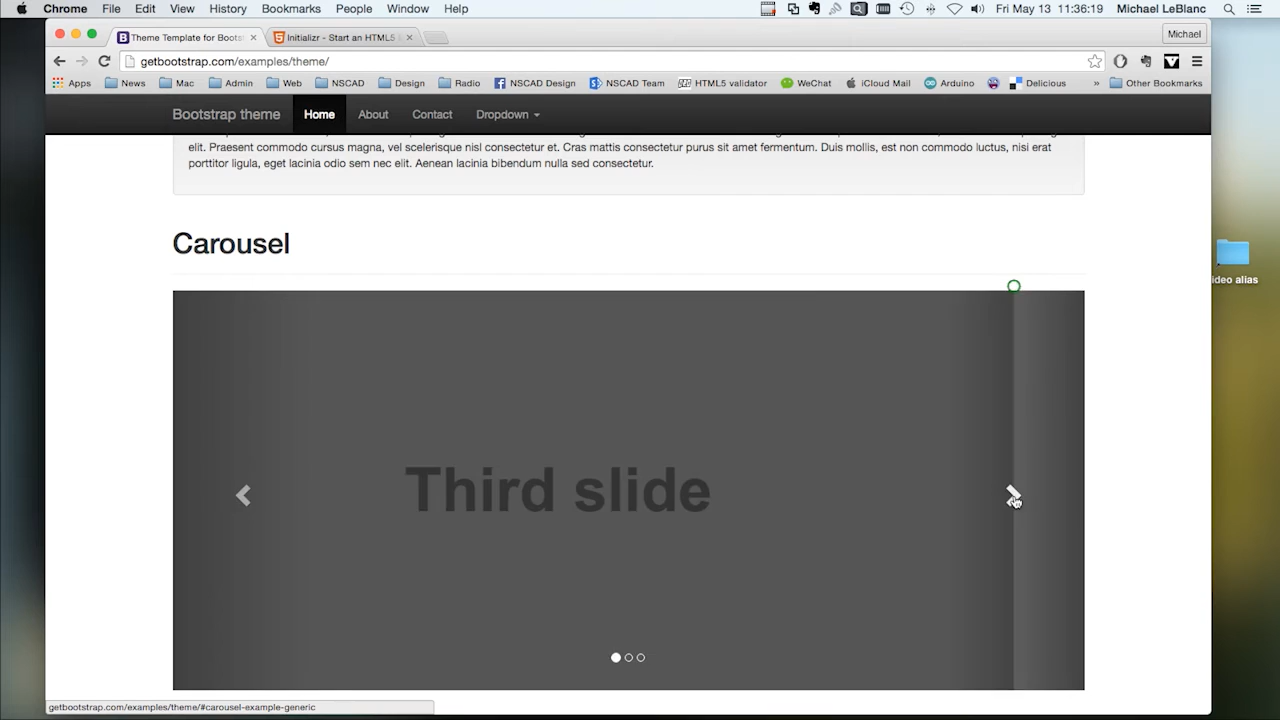 Chrome File Edit View History Bookmarks People Window Help Fri May 13 11:36:19 Michael LeBlanc
Theme Template for Boots Initializr - Start an HTML5 & Michael
getbootstrap.com/examples/theme/
Apps News Mac Admin Web NSCAD Design Radio NSCAD Design NSCAD Team HTML5 validator WeChat iCloud Mail Arduino Delicious » Other Bookmarks
Bootstrap theme Home About Contact Dropdown
elit. Praesent commodo cursus magna, vel scelerisque nisl consectetur et. Cras mattis consectetur purus sit amet fermentum. Duis mollis, est non commodo luctus, nisi erat
porttitor ligula, eget lacinia odio sem nec elit. Aenean lacinia bibendum nulla sed consectetur.
Carousel
ideo alias
Third slide
getbootstrap.com/examples/theme/#carousel-example-generic